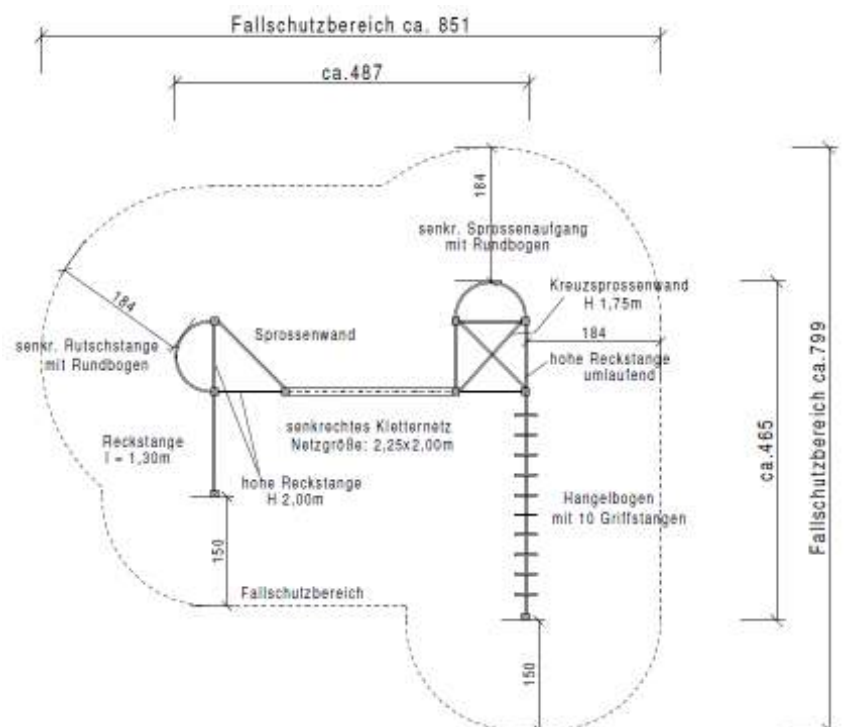 Fallschutzbereich ca. 851
ca.487
184
senkr. Sprossenaufgang
mit Rundbogen
Kreuzsprossenwand
H 1,75m
184
184
Sprossenwand
senkr. Rutschstange
mit Rundbogen
hohe Reckstange
umlaufend
senkrechtes Kletternetz
Netzgröße: 2,25x2,00m
Reckstange
l = 1,30m
hohe Reckstange
H 2,00m
Hangelbogen
mit 10 Griffstangen
150
Fallschutzbereich
150
ca.465
Fallschutzbereich ca.799